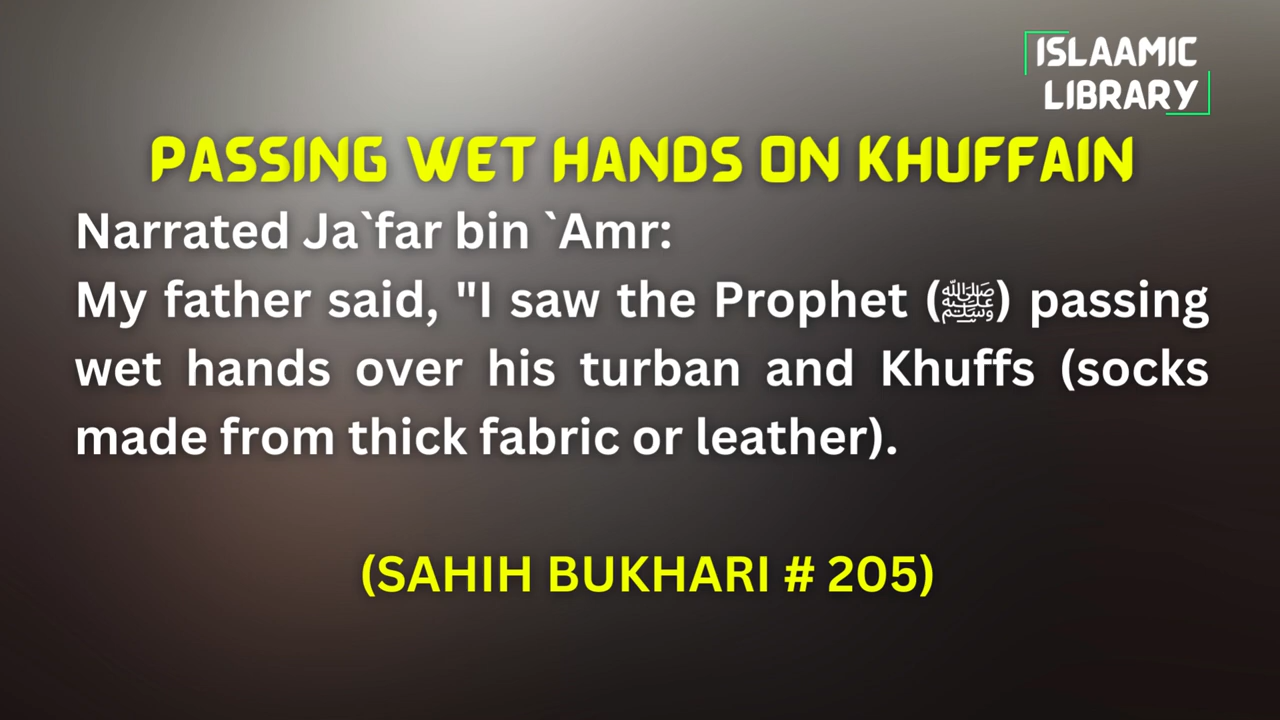 ISLAAMIC
LIBRARY
PASSING WET HANDS ON KHUFFAIN
Narrated Ja`far bin `Amr:
My father said, "I saw the Prophet (ﷺ) passing
wet hands over his turban and Khuffs (socks
made from thick fabric or leather).
(SAHIH BUKHARI # 205)